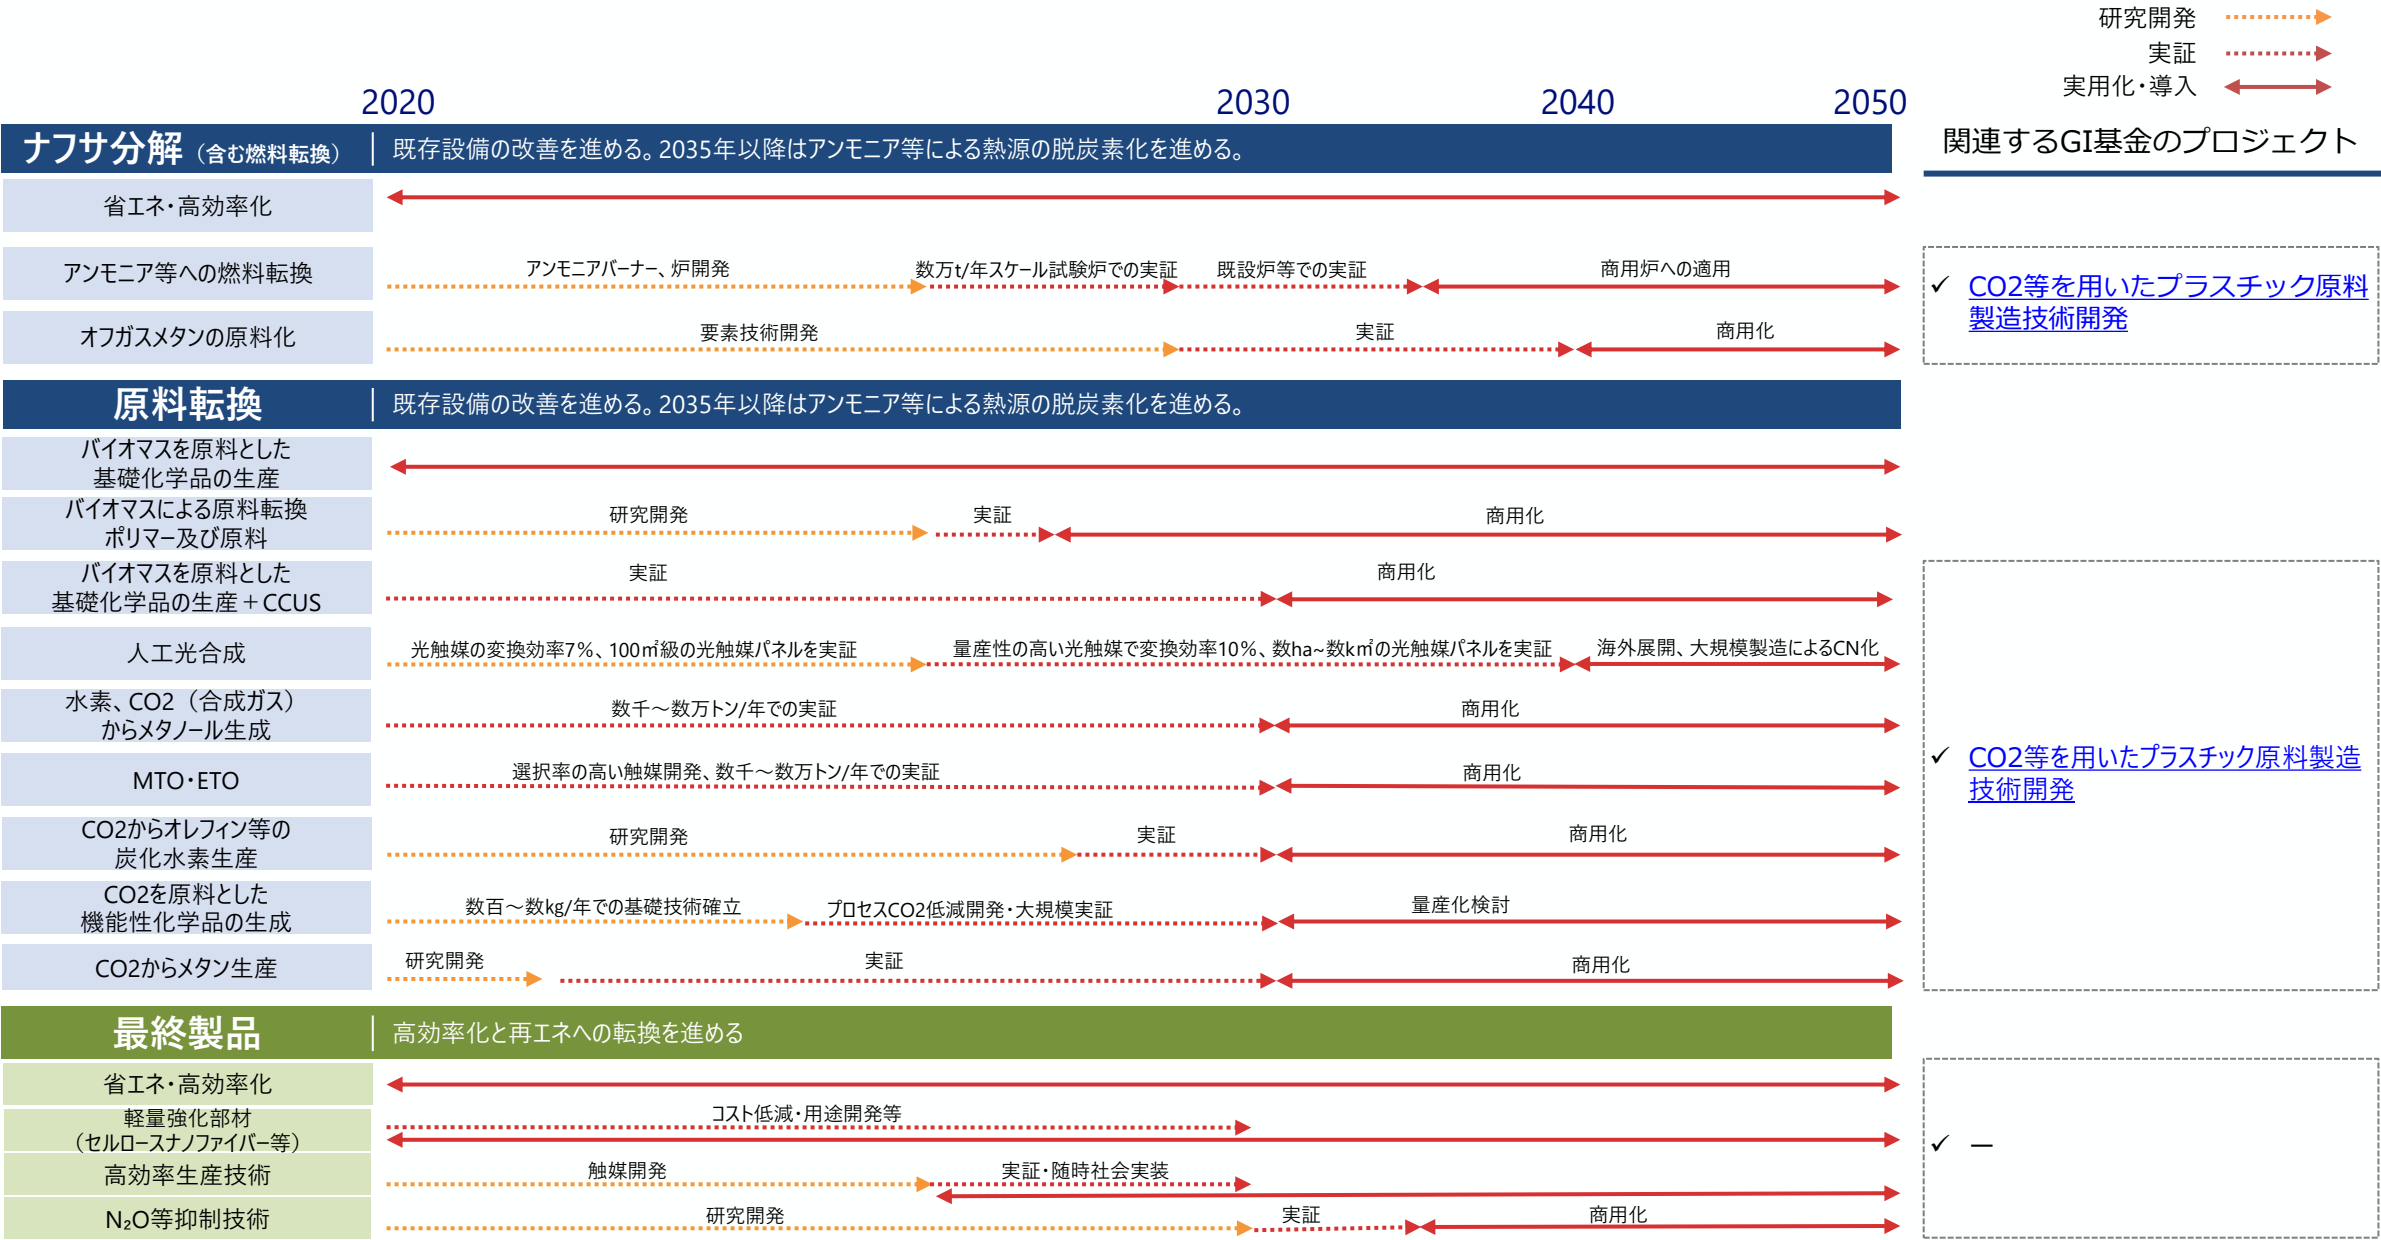 研究開発
実証
実用化・導入
2020
2030
2040
2050
ナフサ分解（含む燃料転換）
既存設備の改善を進める。2035年以降はアンモニア等による熱源の脱炭素化を進める。
関連するGI基金のプロジェクト
省エネ・高効率化
アンモニア等への燃料転換
アンモニアバーナー、炉開発
数万t/年スケール試験炉での実証
既設炉等での実証
商用炉への適用
オフガスメタンの原料化
要素技術開発
実証
商用化
✓ CO2等を用いたプラスチック原料
製造技術開発
原料転換
既存設備の改善を進める。2035年以降はアンモニア等による熱源の脱炭素化を進める。
バイオマスを原料とした
基礎化学品の生産
バイオマスによる原料転換
ポリマー及び原料
研究開発
実証
商用化
バイオマスを原料とした
基礎化学品の生産＋CCUS
実証
商用化
人工光合成
光触媒の変換効率7%、100㎡級の光触媒パネルを実証
量産性の高い光触媒で変換効率10%、数ha~数k㎡の光触媒パネルを実証
海外展開、大規模製造によるCN化
水素、CO2（合成ガス）
からメタノール生成
数千～数万トン/年での実証
商用化
MTO・ETO
選択率の高い触媒開発、数千～数万トン/年での実証
商用化
CO2からオレフィン等の
炭化水素生産
研究開発
実証
商用化
CO2を原料とした
機能性化学品の生成
数百～数kg/年での基礎技術確立
プロセスCO2低減開発・大規模実証
量産化検討
CO2からメタン生産
研究開発
実証
商用化
✓ CO2等を用いたプラスチック原料製造
技術開発
最終製品
高効率化と再エネへの転換を進める
省エネ・高効率化
軽量強化部材
（セルロースナノファイバー等）
コスト低減・用途開発等
高効率生産技術
触媒開発
実証・随時社会実装
N₂O等抑制技術
研究開発
実証
商用化
✓ ー